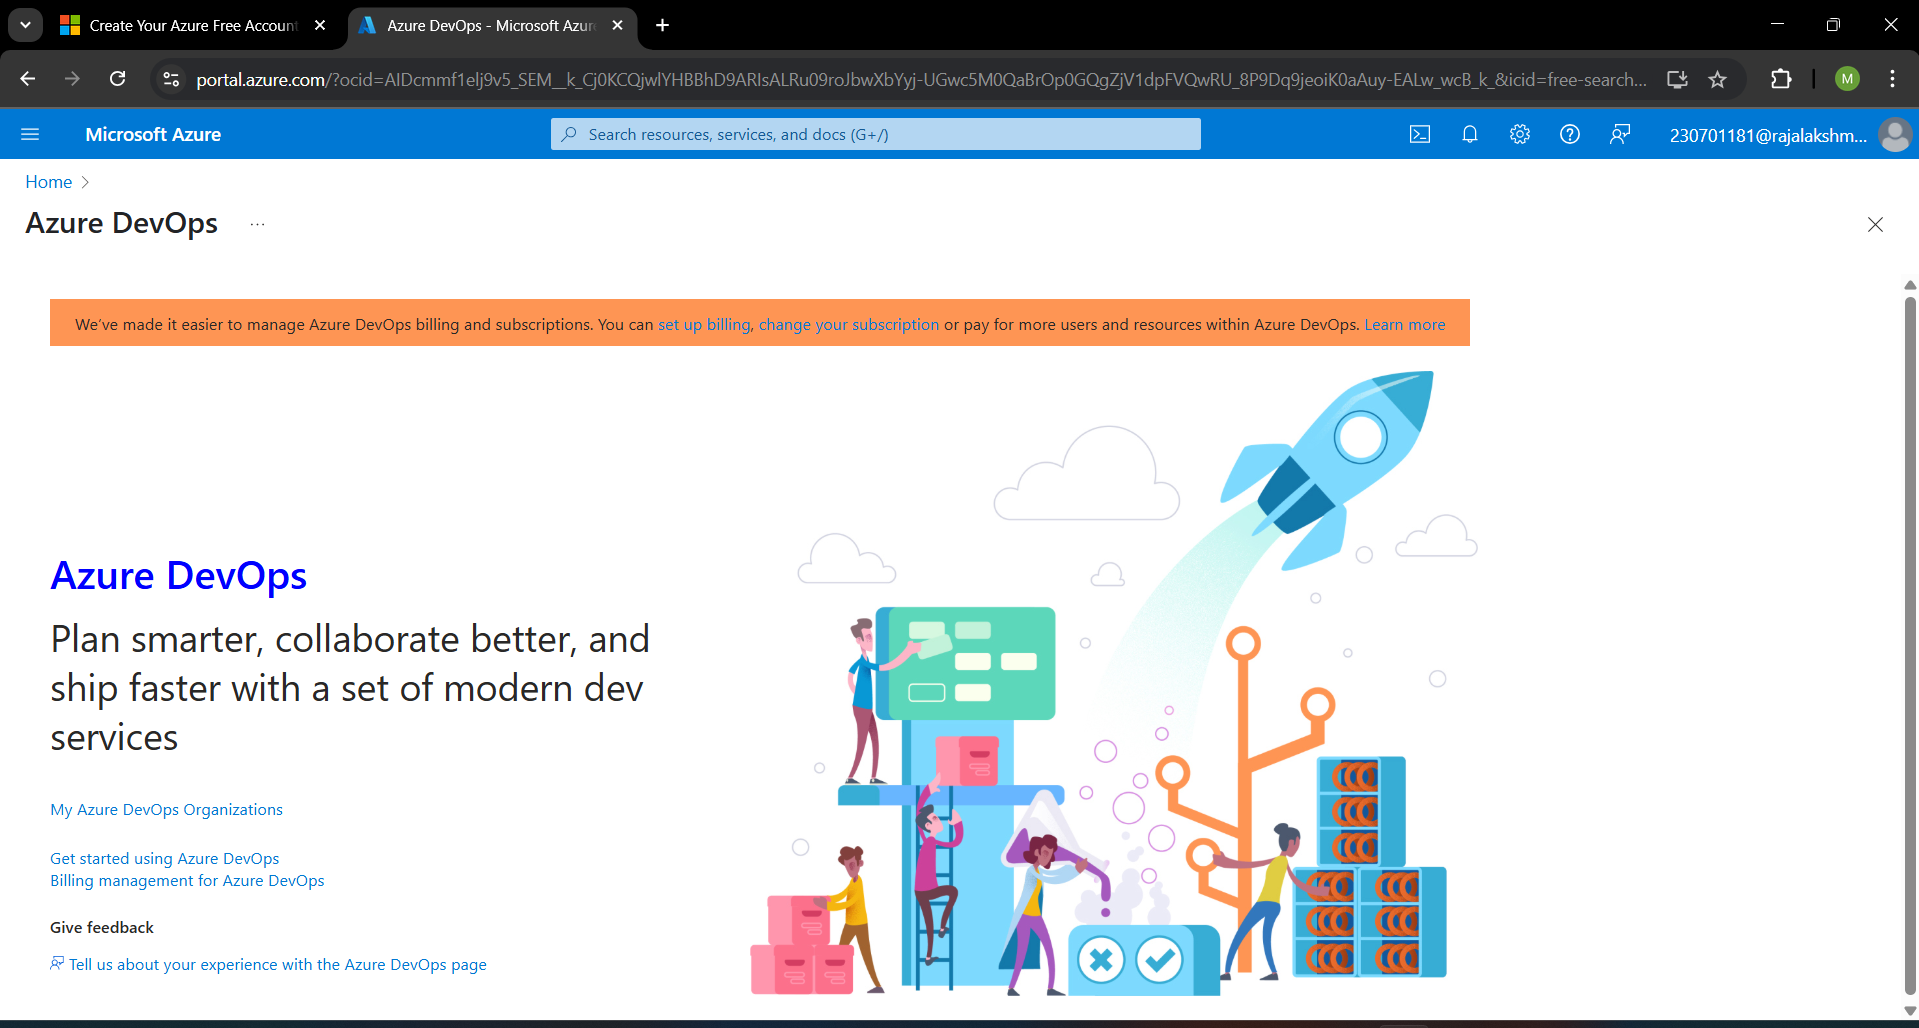 Create Your Azure Free Accoun
Azure DevOps - Microsoft Azur
portal.azure.com/?ocid=AIDcmmf1elj9v5_SEM__k_Cj0KCQjwlYHBBhD9ARIsALRu09roJbwXbYyj-UGwc5M0QaBrOp0GQgZjV1dpFVQwRU_8P9Dq9jeoiK0aAuy-EALw_wcB_k_&icid=free-search...
M
Microsoft Azure
Search resources, services, and docs (G+/)
230701181@rajalakshm...
Home
Azure DevOps
...
We've made it easier to manage Azure DevOps billing and subscriptions. You can set up billing, change your subscription or pay for more users and resources within Azure DevOps. Learn more
Azure DevOps
Plan smarter, collaborate better, and
ship faster with a set of modern dev
services
My Azure DevOps Organizations
Get started using Azure DevOps
Billing management for Azure DevOps
Give feedback
Tell us about your experience with the Azure DevOps page